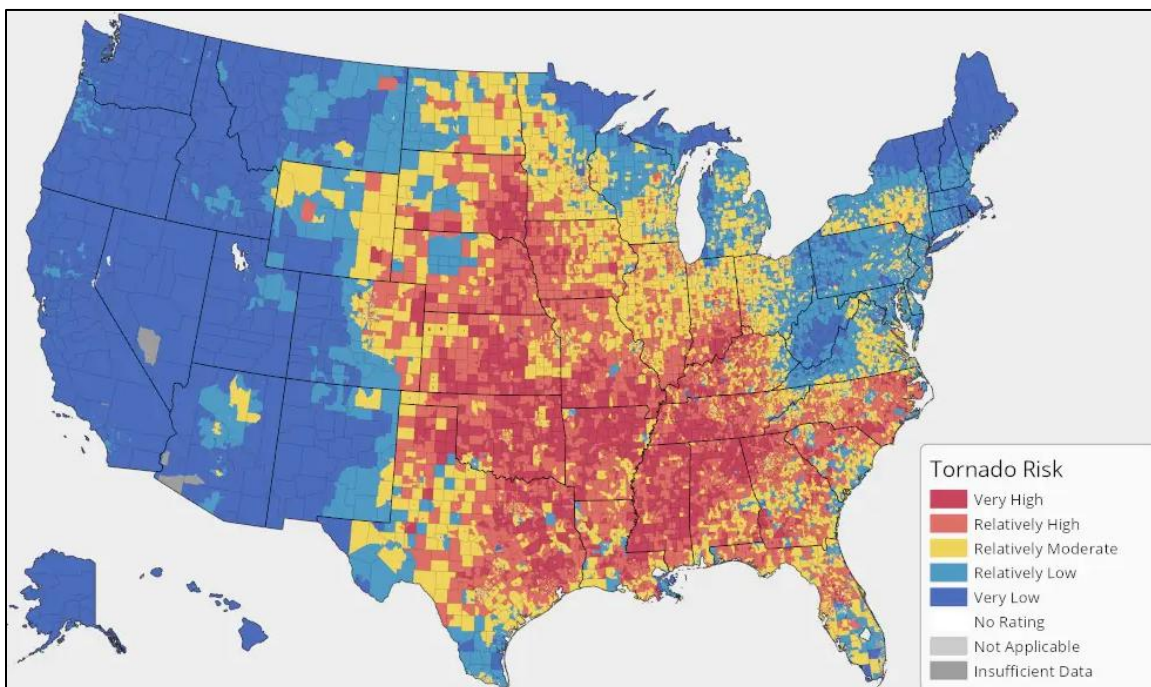 Tornado Risk
Very High
Relatively High
Relatively Moderate
Relatively Low
Very Low
No Rating
Not Applicable
Insufficient Data